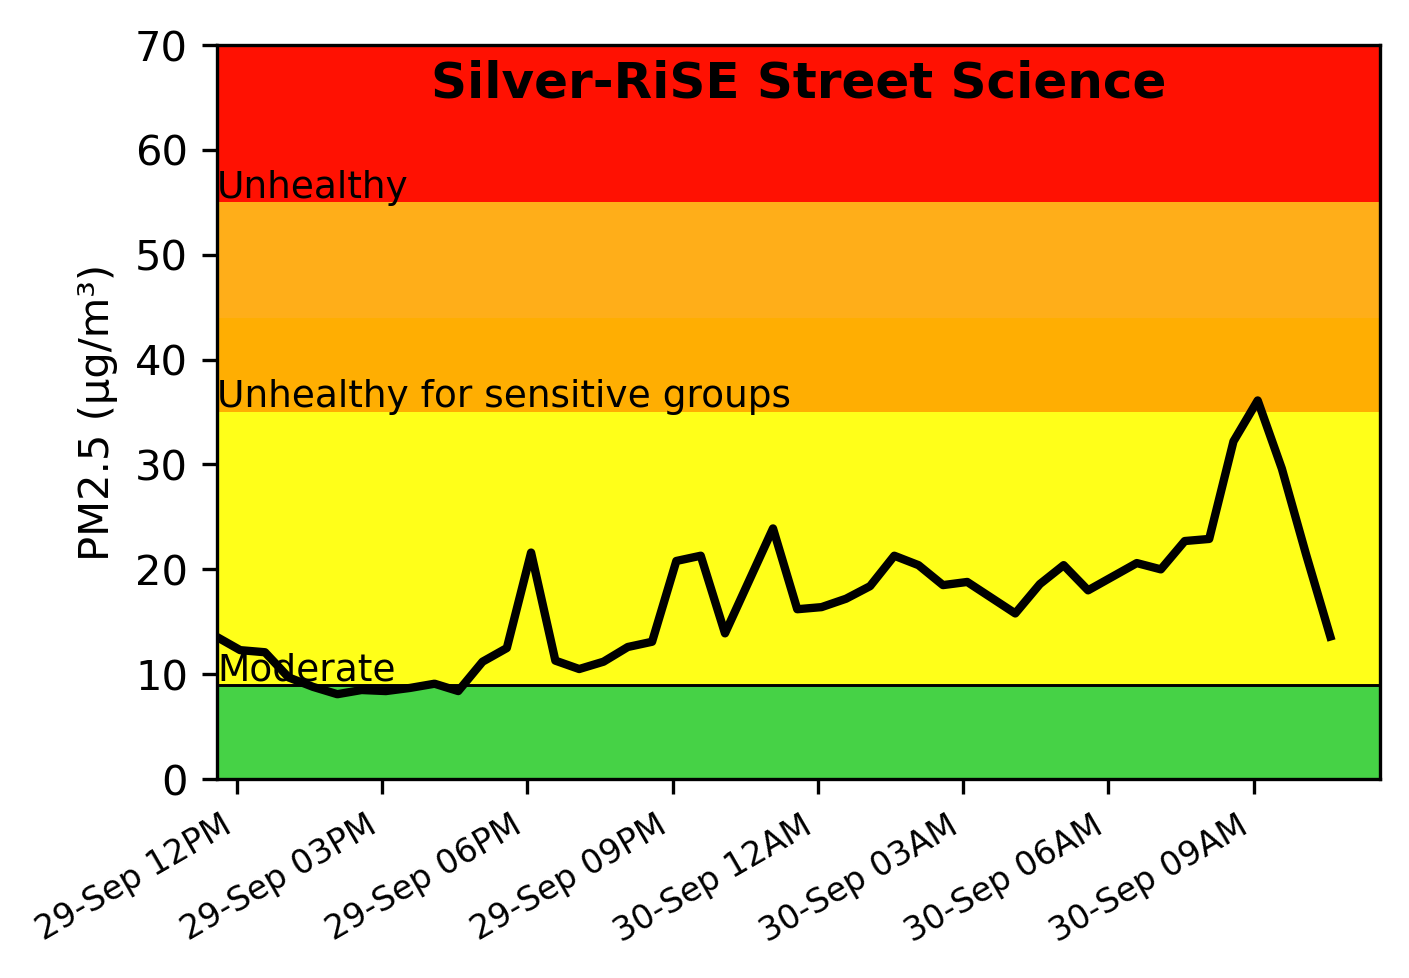 Silver-RiSE Street Science
70
60
Unhealthy
50
40
Unhealthy for sensitive groups
30
20
Moderate
10
0
PM2.5 (µg/m³)
29-Sep 12PM
29-Sep 03PM
29-Sep 06PM
29-Sep 09PM
30-Sep 12AM
30-Sep 03AM
30-Sep 06AM
30-Sep 09AM